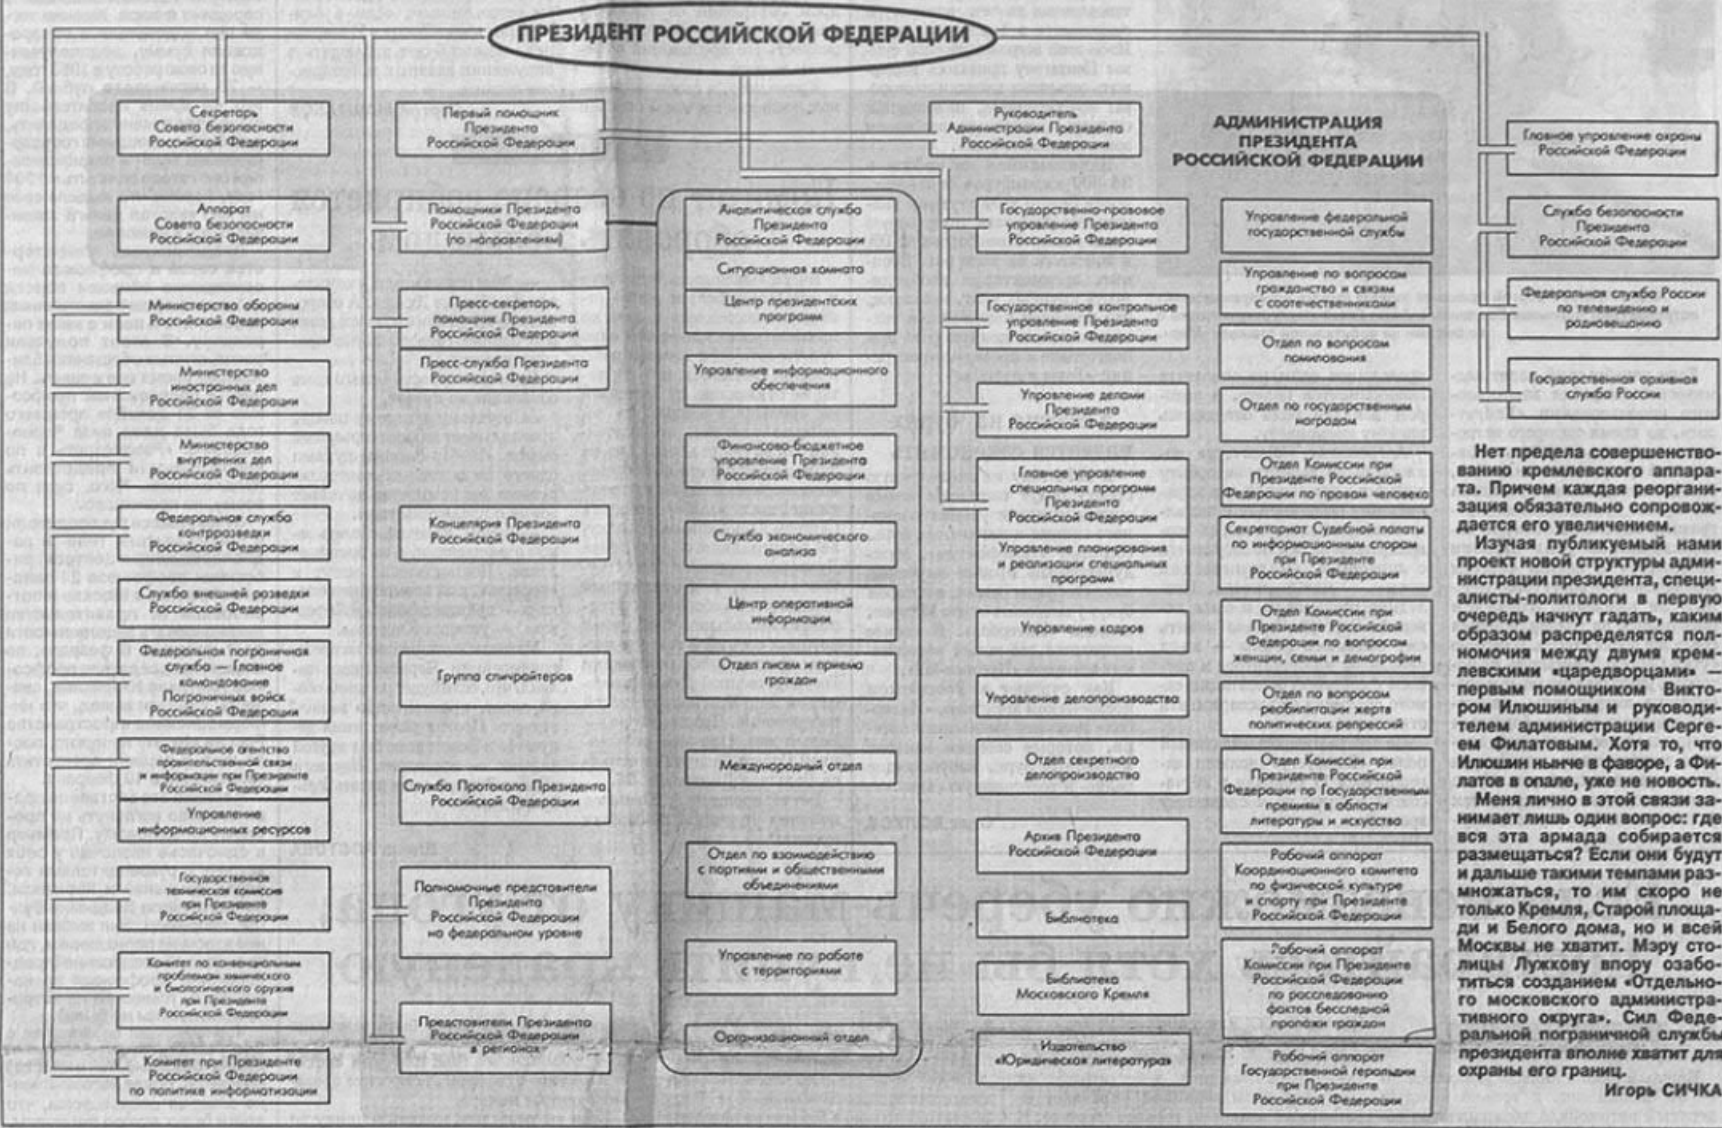 ПРЕЗИДЕНТ РОССИЙСКОЙ ФЕДЕРАЦИИ
Секретарь
Совета безопасности
Российской Федерации
Аппарат
Совета безопасности
Российской Федерации
Министерство обороны
Российской Федерации
Министерство
иностранных дел
Российской Федерации
Министерство
внутренних дел
Российской Федерации
Федеральная служба
контрразведки
Российской Федерации
Служба внешней разведки
Российской Федерации
Федеральная пограничная
служба — Главное
командование
Пограничных войск
Российской Федерации
Федеральное агентство
правительственной связи
и информации при Президенте
Российской Федерации
Управление
информационных ресурсов
Государственная
техническая комиссия
при Президенте
Российской Федерации
Комитет по конвенциальным
проблемам химического
и биологического оружия
при Президенте
Российской Федерации
Комитет при Президенте
Российской Федерации
по политике информатизации
Первый помощник
Президента
Российской Федерации
Помощники Президента
Российской Федерации
(по направлениям)
Пресс-секретарь,
помощник Президента
Российской Федерации
Пресс-служба Президента
Российской Федерации
Канцелярия Президента
Российской Федерации
Группа спичрайтеров
Служба Протокола Президента
Российской Федерации
Полномочные представители
Президента
Российской Федерации
на федеральном уровне
Представители Президента
Российской Федерации
в регионах
Аналитическая служба
Президента
Российской Федерации
Ситуационная комната
Центр президентских
программ
Управление информационного
обеспечения
Финансово-бюджетное
управление Президента
Российской Федерации
Служба экономического
анализа
Центр оперативной
информации
Отдел писем и приема
граждан
Международный отдел
Отдел по взаимодействию
с партиями и общественными
объединениями
Управление по работе
с территориями
Организационный отдел
Руководитель
Администрации Президента
Российской Федерации
Государственно-правовое
управление Президента
Российской Федерации
Государственное контрольное
управление Президента
Российской Федерации
Управление делами
Президента
Российской Федерации
Главное управление
специальных программ
Президента
Российской Федерации
Управление планирования
и реализации специальных
программ
Управление кадров
Управление делопроизводства
Отдел секретного
делопроизводства
Архив Президента
Российской Федерации
Библиотека
Библиотека
Московского Кремля
Издательство
«Юридическая литература»
АДМИНИСТРАЦИЯ
ПРЕЗИДЕНТА
РОССИЙСКОЙ ФЕДЕРАЦИИ
Управление федеральной
государственной службы
Управление по вопросам
гражданства и связям
с соотечественниками
Отдел по вопросам
помилования
Отдел по государственным
наградам
Отдел Комиссии при
Президенте Российской
Федерации по правам человека
Секретариат Судебной палаты
по информационным спорам
при Президенте
Российской Федерации
Отдел Комиссии при
Президенте Российской
Федерации по вопросам
женщин, семьи и демографии
Отдел по вопросам
реабилитации жертв
политических репрессий
Отдел Комиссии при
Президенте Российской
Федерации по Государственным
премиям в области
литературы и искусства
Рабочий аппарат
Координационного комитета
по физической культуре
и спорту при Президенте
Российской Федерации
Рабочий аппарат
Комиссии при Президенте
Российской Федерации
по расследованию
фактов бесследной
пропажи граждан
Рабочий аппарат
Государственной герольдии
при Президенте
Российской Федерации
Главное управление охраны
Российской Федерации
Служба безопасности
Президента
Российской Федерации
Федеральная служба России
по телевидению и
радиовещанию
Государственная архивная
служба России
Нет предела совершенство-
ванию кремлевского аппара-
та. Причем каждая реоргани-
зация обязательно сопровож-
дается его увеличением.
Изучая публикуемый нами
проект новой структуры адми-
нистрации президента, специ-
алисты-политологи в первую
очередь начнут гадать, каким
образом распределятся пол-
номочия между двумя крем-
левскими «царедворцами» —
первым помощником Викто-
ром Илюшиным и руководи-
телем администрации Серге-
ем Филатовым. Хотя то, что
Илюшин нынче в фаворе, а Фи-
латов в опале, уже не новость.
Меня лично в этой связи за-
нимает лишь один вопрос: где
вся эта армада собирается
размещаться? Если они будут
и дальше такими темпами раз-
множаться, то им скоро не
только Кремля, Старой площа-
ди и Белого дома, но и всей
Москвы не хватит. Мэру сто-
лицы Лужкову впору озабо-
титься созданием «Отдельно-
го московского администра-
тивного округа». Сил Феде-
ральной пограничной службы
президента вполне хватит для
охраны его границ.
Игорь СИЧКА